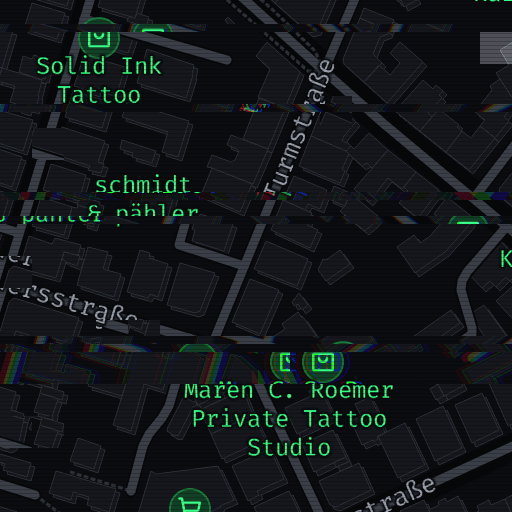 Solid Ink
Tattoo
Turmstraße
schmidt
& pähler
Maren C. Roemer
Private Tattoo
Studio